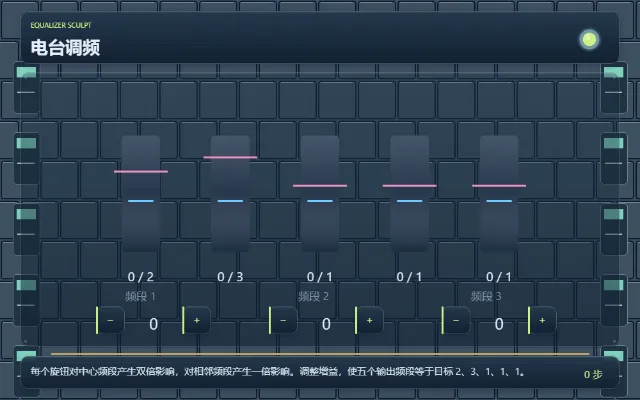 EQUALIZER SCULPT
电台调频
0 / 2
0 / 3
0 / 1
0 / 1
0 / 1
频段 1
频段 2
频段 3
− 0 +
− 0 +
− 0 +
每个旋钮对中心频段产生双倍影响，对相邻频段产生一倍影响。调整增益，使五个输出频段等于目标 2、3、1、1、1。
0 步